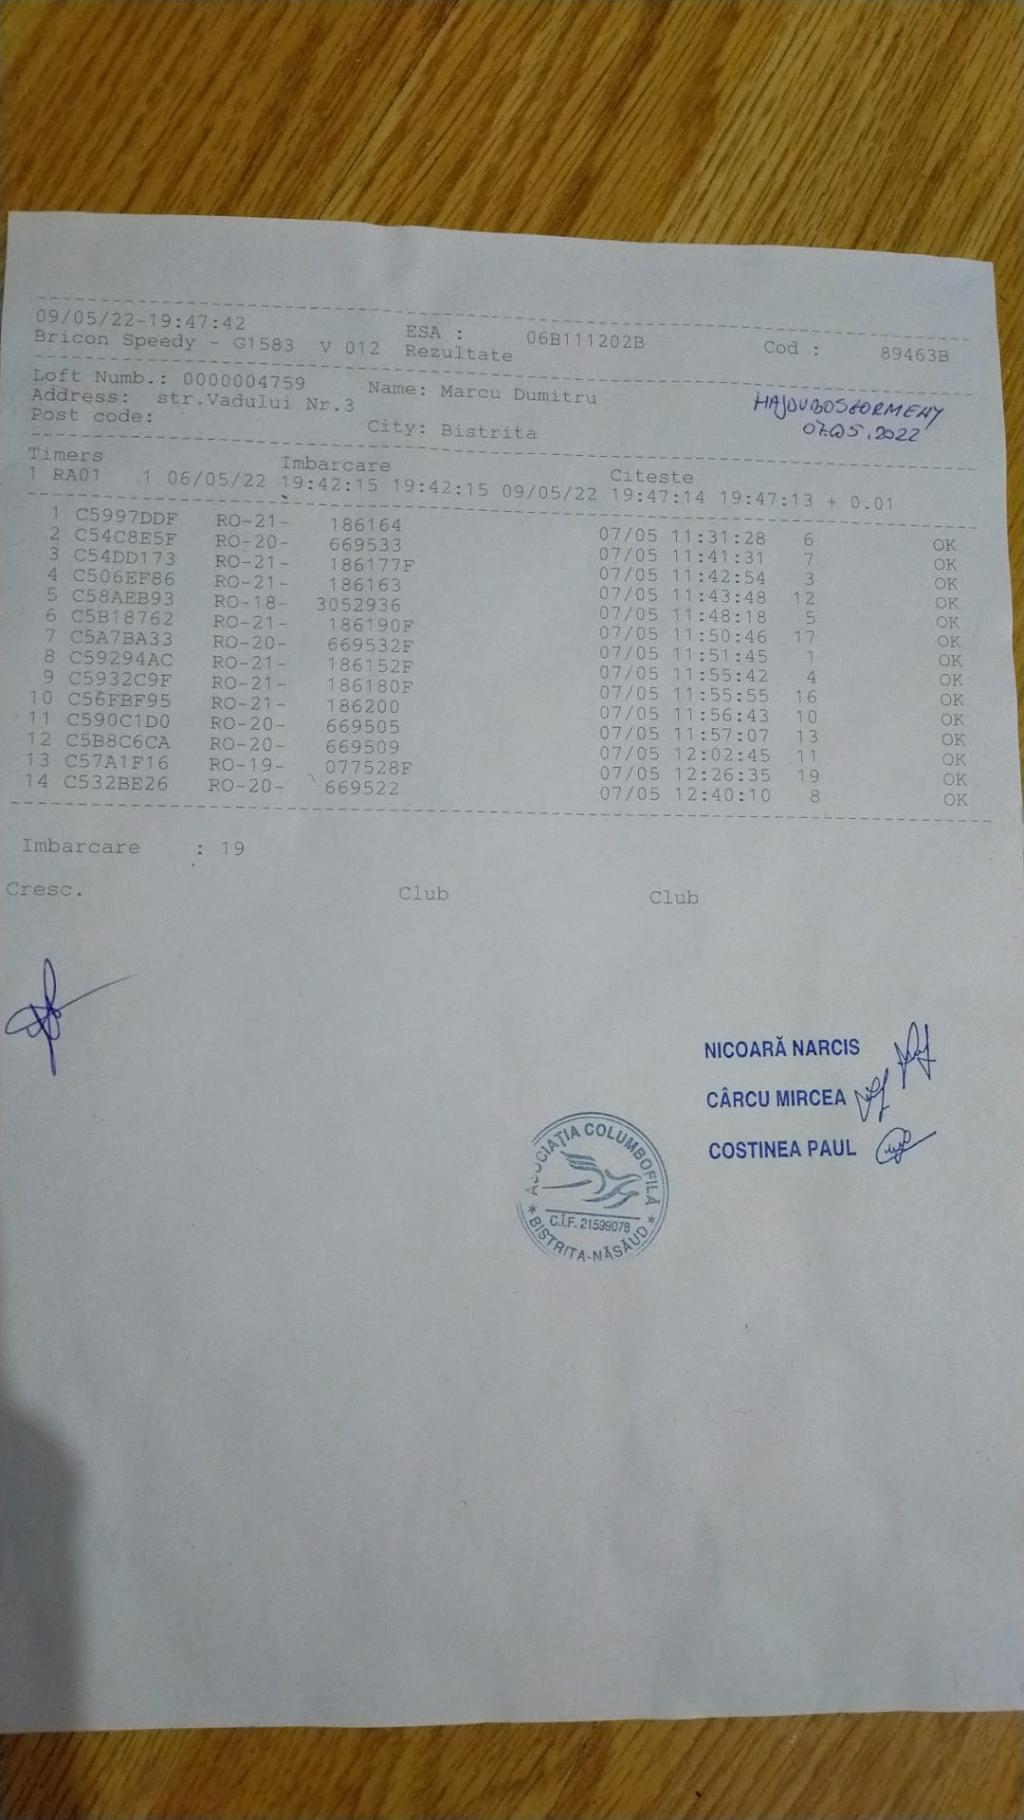 09/05/22-19:47:42 ESA : 06B111202B Cod : 89463B
Bricon Speedy - G1583 V 012 Rezultate
Loft Numb.: 0000004759 Name: Marcu Dumitru
Address: str.Vadului Nr.3
Post code: City: Bistrita
HAJDUBOSZORMENY
07.05.2022
Timers Imbarcare Citeste
1 RA01 1 06/05/22 19:42:15 19:42:15 09/05/22 19:47:14 19:47:13 + 0.01
1 C5997DDF RO-21- 186164 07/05 11:31:28 6 OK
2 C54C8E5F RO-20- 669533 07/05 11:41:31 7 OK
3 C54DD173 RO-21- 186177F 07/05 11:42:54 3 OK
4 C506EF86 RO-21- 186163 07/05 11:43:48 12 OK
5 C58AEB93 RO-18- 3052936 07/05 11:48:18 5 OK
6 C5B18762 RO-21- 186190F 07/05 11:50:46 17 OK
7 C5A7BA33 RO-20- 669532F 07/05 11:51:45 1 OK
8 C59294AC RO-21- 186152F 07/05 11:55:42 4 OK
9 C5932C9F RO-21- 186180F 07/05 11:55:55 16 OK
10 C56FBF95 RO-21- 186200 07/05 11:56:43 10 OK
11 C590C1D0 RO-20- 669505 07/05 11:57:07 13 OK
12 C5B8C6CA RO-20- 669509 07/05 12:02:45 11 OK
13 C57A1F16 RO-19- 077528F 07/05 12:26:35 19 OK
14 C532BE26 RO-20- 669522 07/05 12:40:10 8 OK
Imbarcare : 19
Cresc. Club Club
NICOARĂ NARCIS
CÂRCU MIRCEA
COSTINEA PAUL
ASOCIAȚIA COLUMBOFILĂ
C.I.F. 21599078
* BISTRITA-NĂSĂUD *